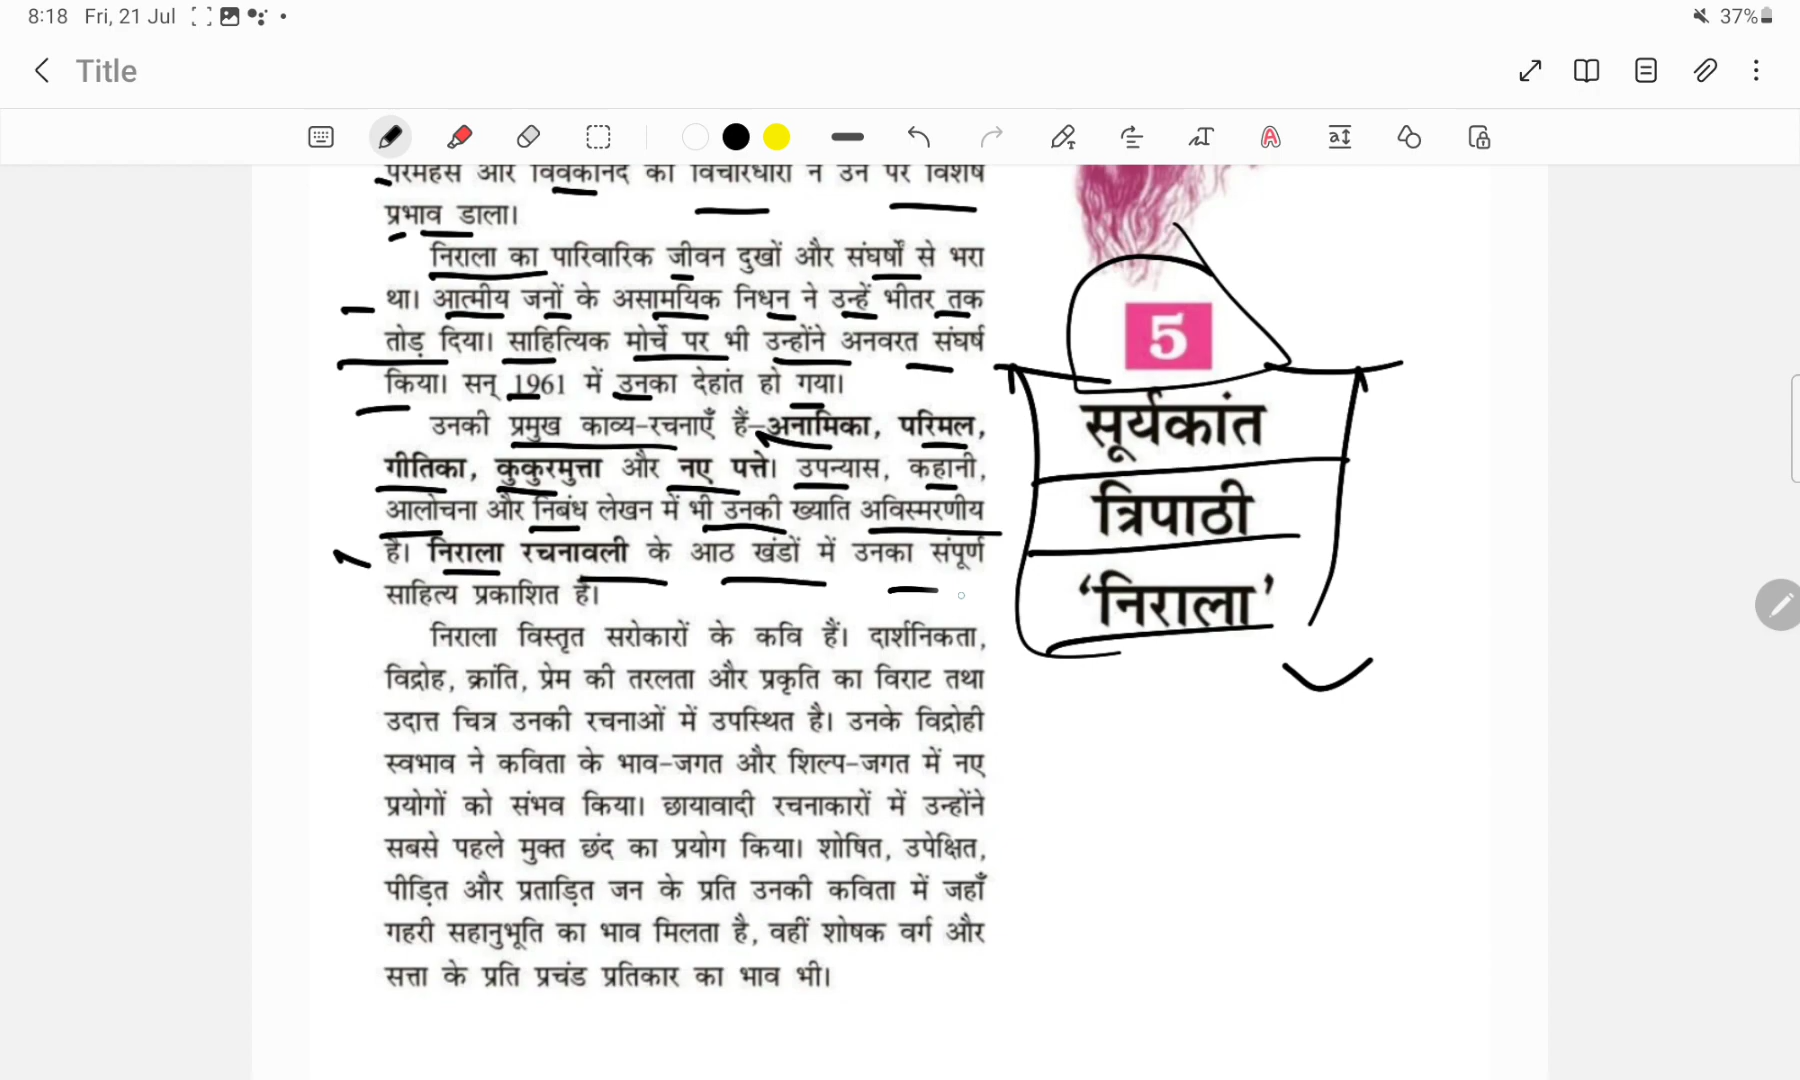 8:18 Fri, 21 Jul
37%
Title
परमहंस और विवेकानंद की विचारधारा ने उन पर विशेष
प्रभाव डाला।
निराला का पारिवारिक जीवन दुखों और संघर्षों से भरा
था। आत्मीय जनों के असामयिक निधन ने उन्हें भीतर तक
तोड़ दिया। साहित्यिक मोर्चे पर भी उन्होंने अनवरत संघर्ष
किया। सन् 1961 में उनका देहांत हो गया।
उनकी प्रमुख काव्य-रचनाएँ हैं–अनामिका, परिमल,
गीतिका, कुकुरमुत्ता और नए पत्ते। उपन्यास, कहानी,
आलोचना और निबंध लेखन में भी उनकी ख्याति अविस्मरणीय
है। निराला रचनावली के आठ खंडों में उनका संपूर्ण
साहित्य प्रकाशित है।
निराला विस्तृत सरोकारों के कवि हैं। दार्शनिकता,
विद्रोह, क्रांति, प्रेम की तरलता और प्रकृति का विराट तथा
उदात्त चित्र उनकी रचनाओं में उपस्थित है। उनके विद्रोही
स्वभाव ने कविता के भाव-जगत और शिल्प-जगत में नए
प्रयोगों को संभव किया। छायावादी रचनाकारों में उन्होंने
सबसे पहले मुक्त छंद का प्रयोग किया। शोषित, उपेक्षित,
पीड़ित और प्रताड़ित जन के प्रति उनकी कविता में जहाँ
गहरी सहानुभूति का भाव मिलता है, वहीं शोषक वर्ग और
सत्ता के प्रति प्रचंड प्रतिकार का भाव भी।
5
सूर्यकांत
त्रिपाठी
‘निराला’